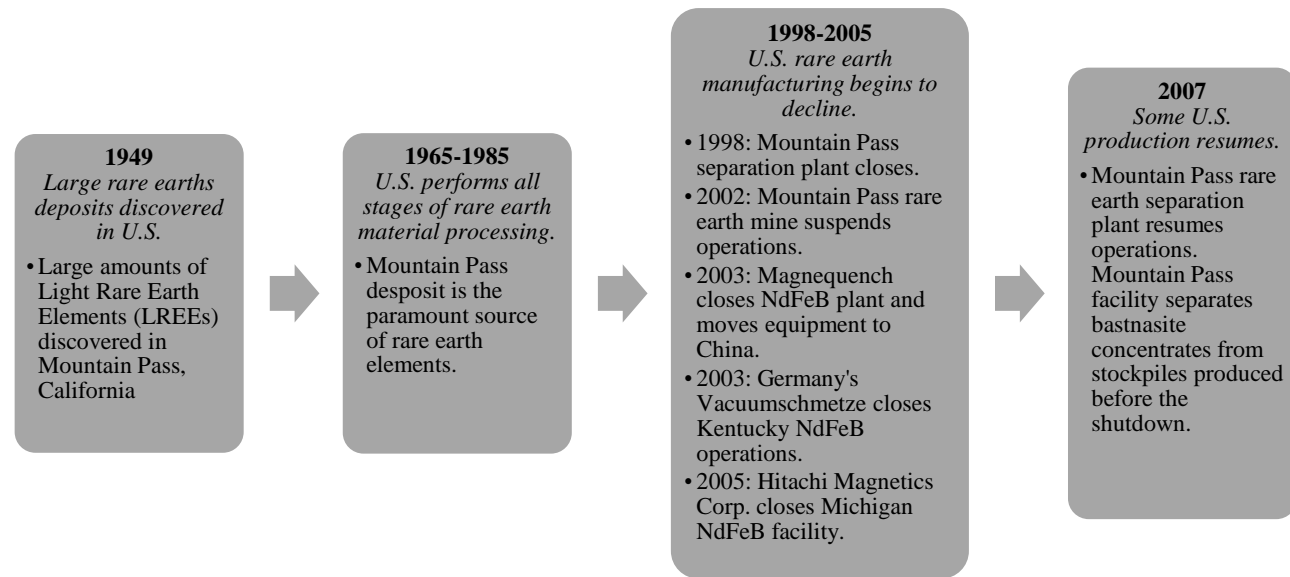 1949
Large rare earths
deposits discovered
in U.S.
• Large amounts of
Light Rare Earth
Elements (LREEs)
discovered in
Mountain Pass,
California
1965-1985
U.S. performs all
stages of rare earth
material processing.
• Mountain Pass
desposit is the
paramount source
of rare earth
elements.
1998-2005
U.S. rare earth
manufacturing begins to
decline.
• 1998: Mountain Pass
separation plant closes.
• 2002: Mountain Pass rare
earth mine suspends
operations.
• 2003: Magnequench
closes NdFeB plant and
moves equipment to
China.
• 2003: Germany's
Vacuumschmetze closes
Kentucky NdFeB
operations.
• 2005: Hitachi Magnetics
Corp. closes Michigan
NdFeB facility.
2007
Some U.S.
production resumes.
• Mountain Pass rare
earth separation
plant resumes
operations.
Mountain Pass
facility separates
bastnasite
concentrates from
stockpiles produced
before the
shutdown.